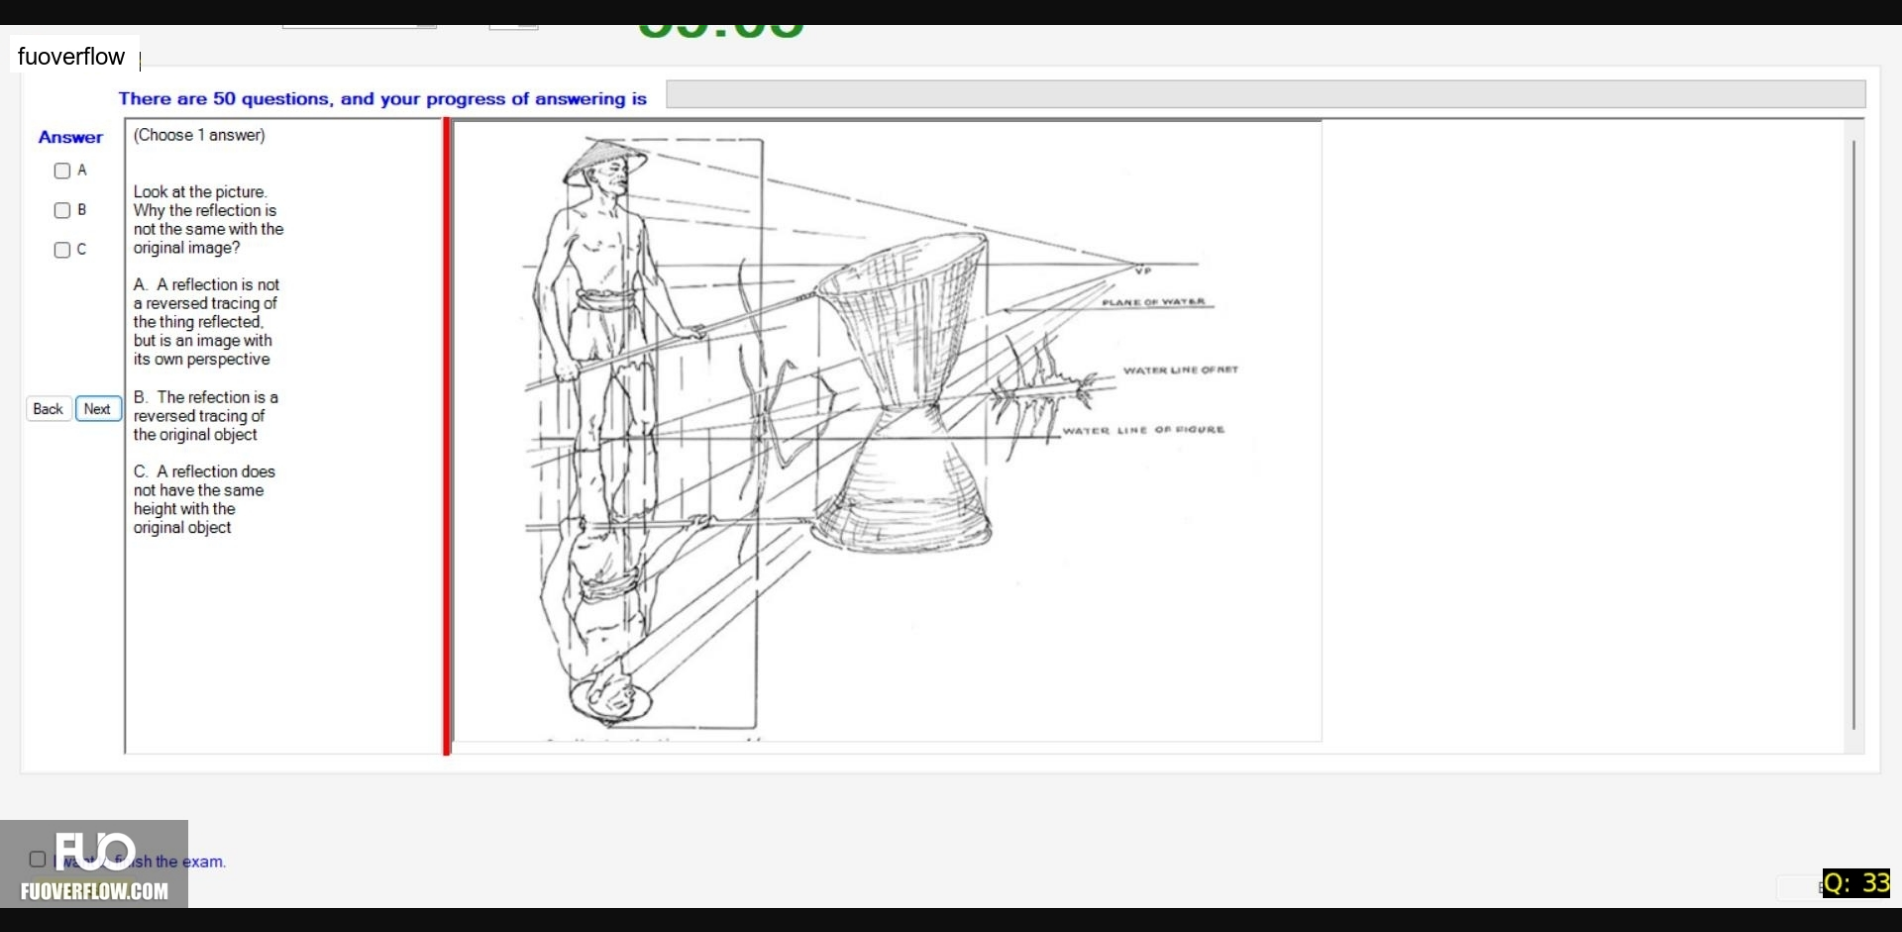 fuoverflow
There are 50 questions, and your progress of answering is
Answer
A
B
C
Back
Next
(Choose 1 answer)
Look at the picture.
Why the reflection is
not the same with the
original image?
A. A reflection is not
a reversed tracing of
the thing reflected,
but is an image with
its own perspective
B. The refection is a
reversed tracing of
the original object
C. A reflection does
not have the same
height with the
original object
VP
PLANE OF WATER
WATER LINE OF NET
WATER LINE OF FIGURE
FUO
finish the exam.
FUOVERFLOW.COM
Q: 33